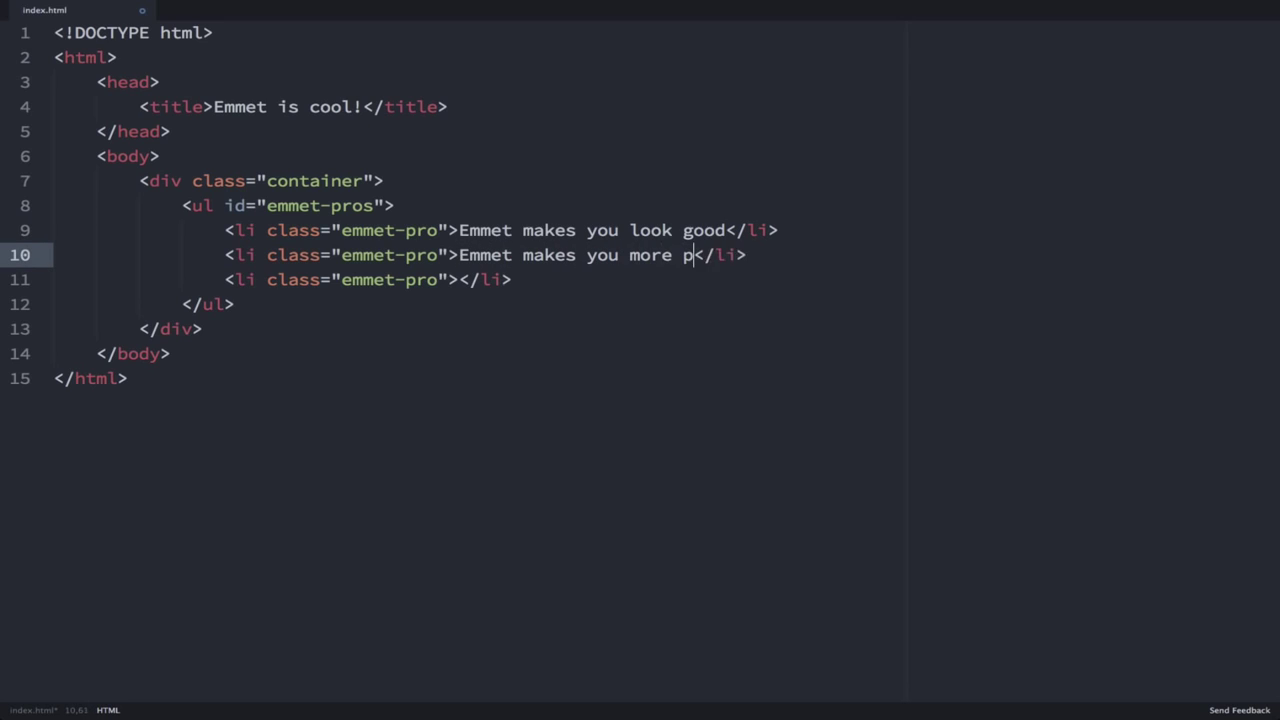 index.html
1 <!DOCTYPE html>
2 <html>
3 <head>
4 <title>Emmet is cool!</title>
5 </head>
6 <body>
7 <div class="container">
8 <ul id="emmet-pros">
9 <li class="emmet-pro">Emmet makes you look good</li>
10 <li class="emmet-pro">Emmet makes you more p</li>
11 <li class="emmet-pro"></li>
12 </ul>
13 </div>
14 </body>
15 </html>
index.html* 10,61 HTML Send Feedback